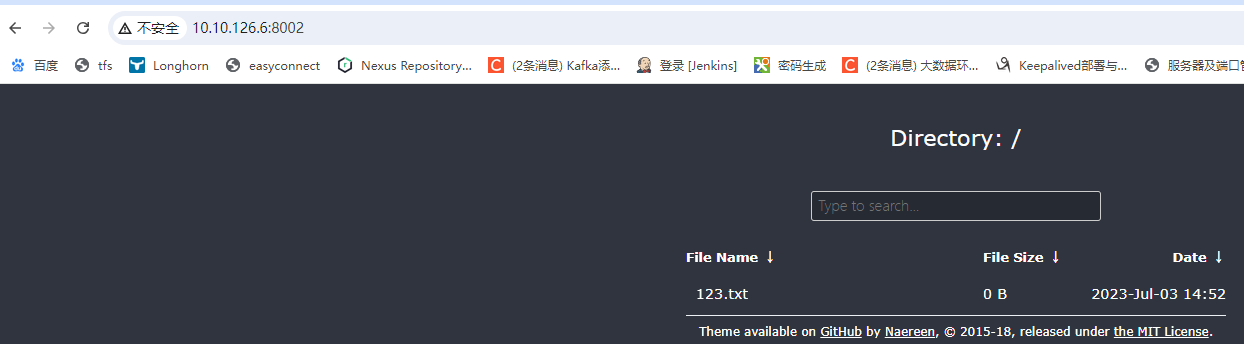 不安全 10.10.126.6:8002
百度 tfs Longhorn easyconnect Nexus Repository... (2条消息) Kafka添... 登录 [Jenkins] 密码生成 (2条消息) 大数据环... Keepalived部署与... 服务器及端口
Directory: /
Type to search...
File Name ↓ File Size ↓ Date ↓
123.txt 0 B 2023-Jul-03 14:52
Theme available on GitHub by Naereen, © 2015-18, released under the MIT License.